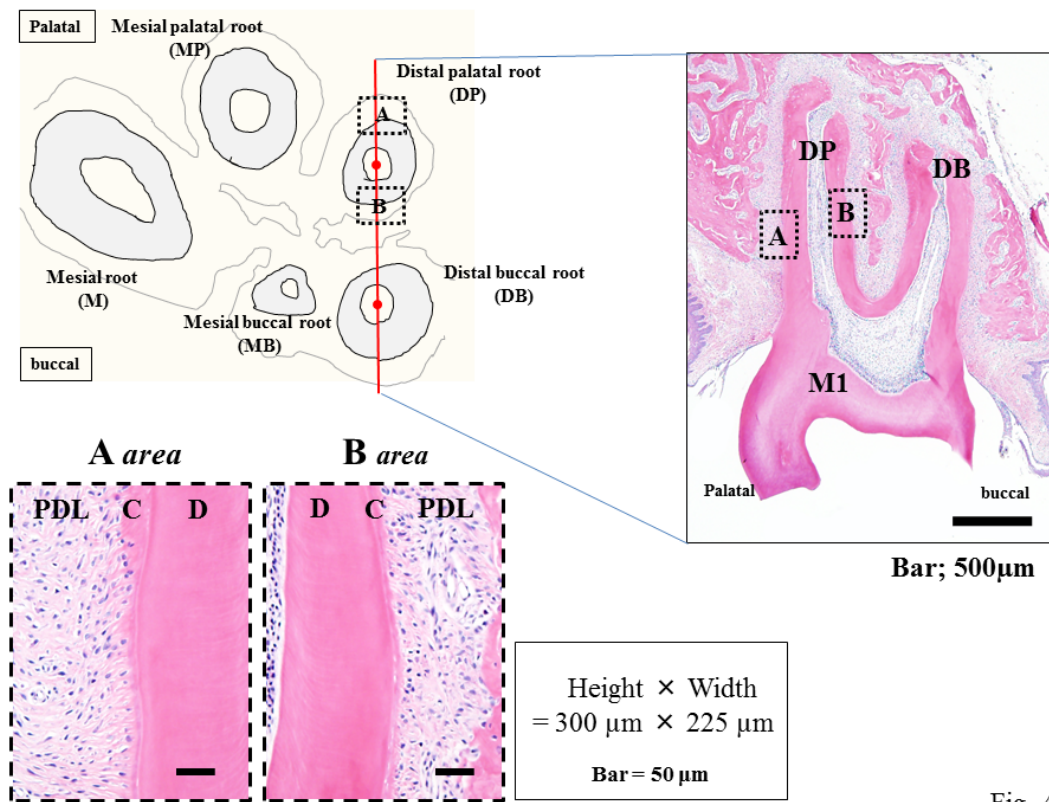 Palatal
Mesial palatal root
(MP)
Distal palatal root
(DP)
A
B
Mesial root
(M)
Mesial buccal root
(MB)
Distal buccal root
(DB)
buccal
DP
DB
A
B
M1
Palatal
buccal
Bar; 500μm
A area
B area
PDL C D
D C PDL
Height × Width
= 300 μm × 225 μm
Bar = 50 μm
Fig.